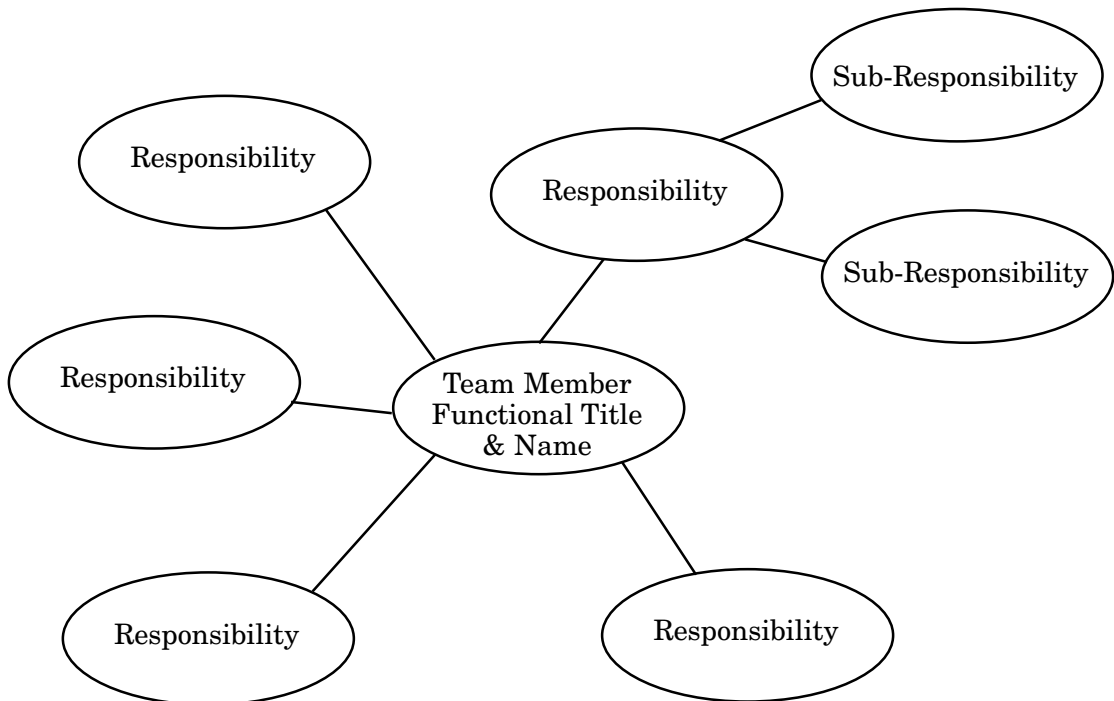 Sub-Responsibility
Responsibility
Responsibility
Sub-Responsibility
Responsibility
Team Member
Functional Title
& Name
Responsibility
Responsibility